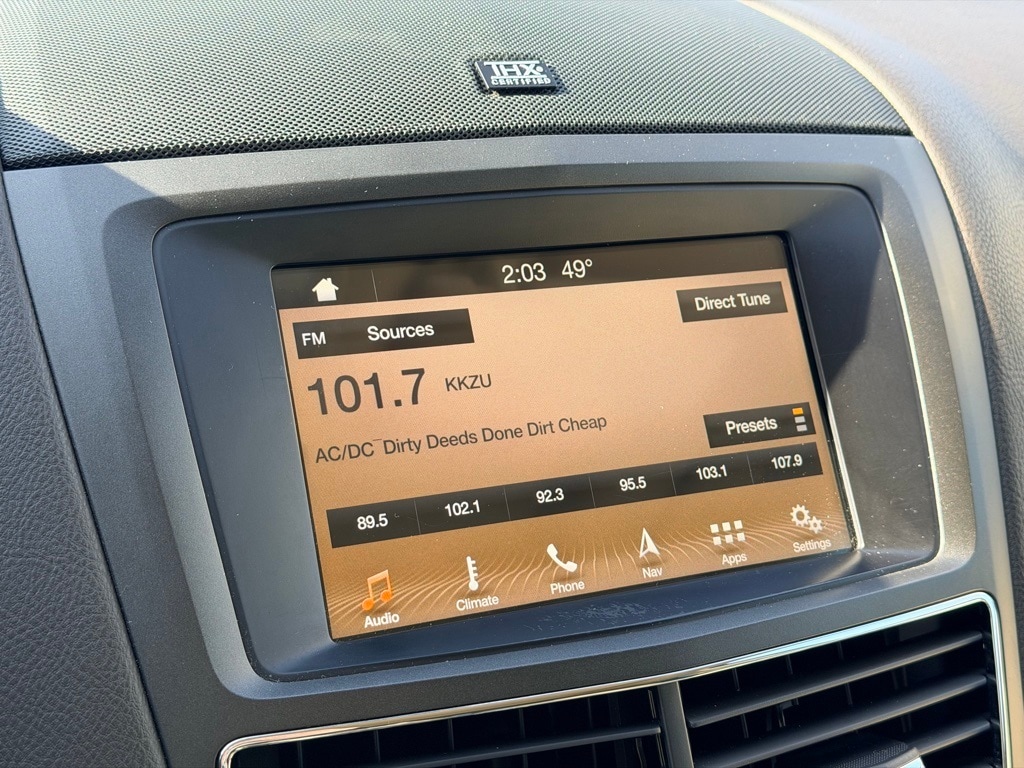 THX
CERTIFIED
2:03 49°
FM Sources
Direct Tune
101.7 KKZU
AC/DC Dirty Deeds Done Dirt Cheap
Presets
89.5 102.1 92.3 95.5 103.1 107.9
Audio Climate Phone Nav Apps Settings